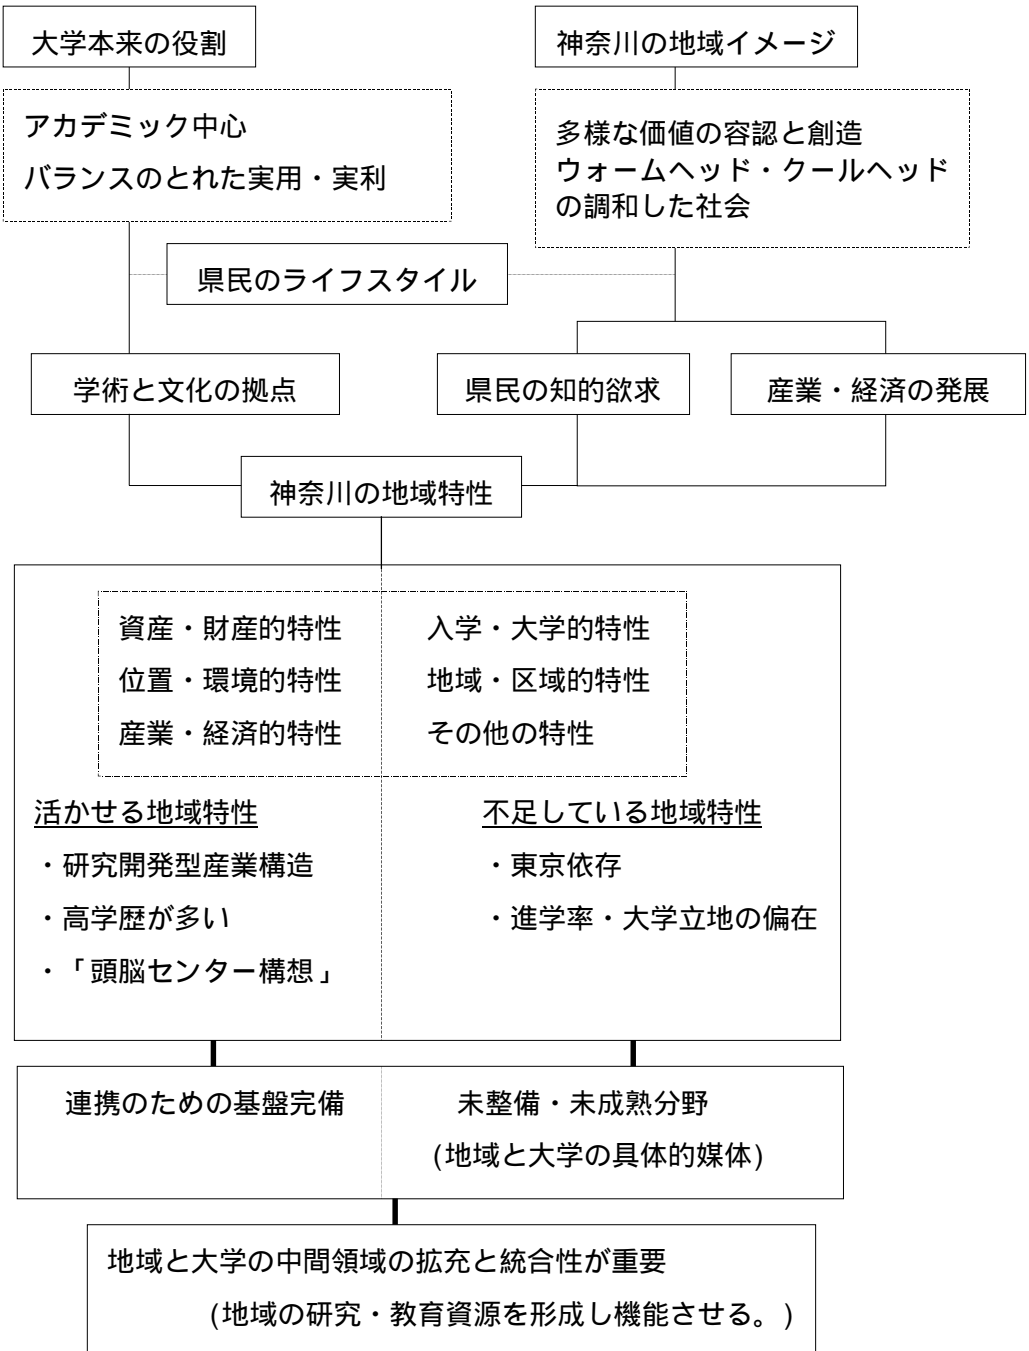 大学本来の役割
神奈川の地域イメージ
アカデミック中心
バランスのとれた実用・実利
多様な価値の容認と創造
ウォームヘッド・クールヘッド
の調和した社会
県民のライフスタイル
学術と文化の拠点
県民の知的欲求
産業・経済の発展
神奈川の地域特性
資産・財産的特性
位置・環境的特性
産業・経済的特性
入学・大学的特性
地域・区域的特性
その他の特性
活かせる地域特性
・研究開発型産業構造
・高学歴が多い
・「頭脳センター構想」
不足している地域特性
・東京依存
・進学率・大学立地の偏在
連携のための基盤完備
未整備・未成熟分野
(地域と大学の具体的媒体)
地域と大学の中間領域の拡充と統合性が重要
(地域の研究・教育資源を形成し機能させる。)